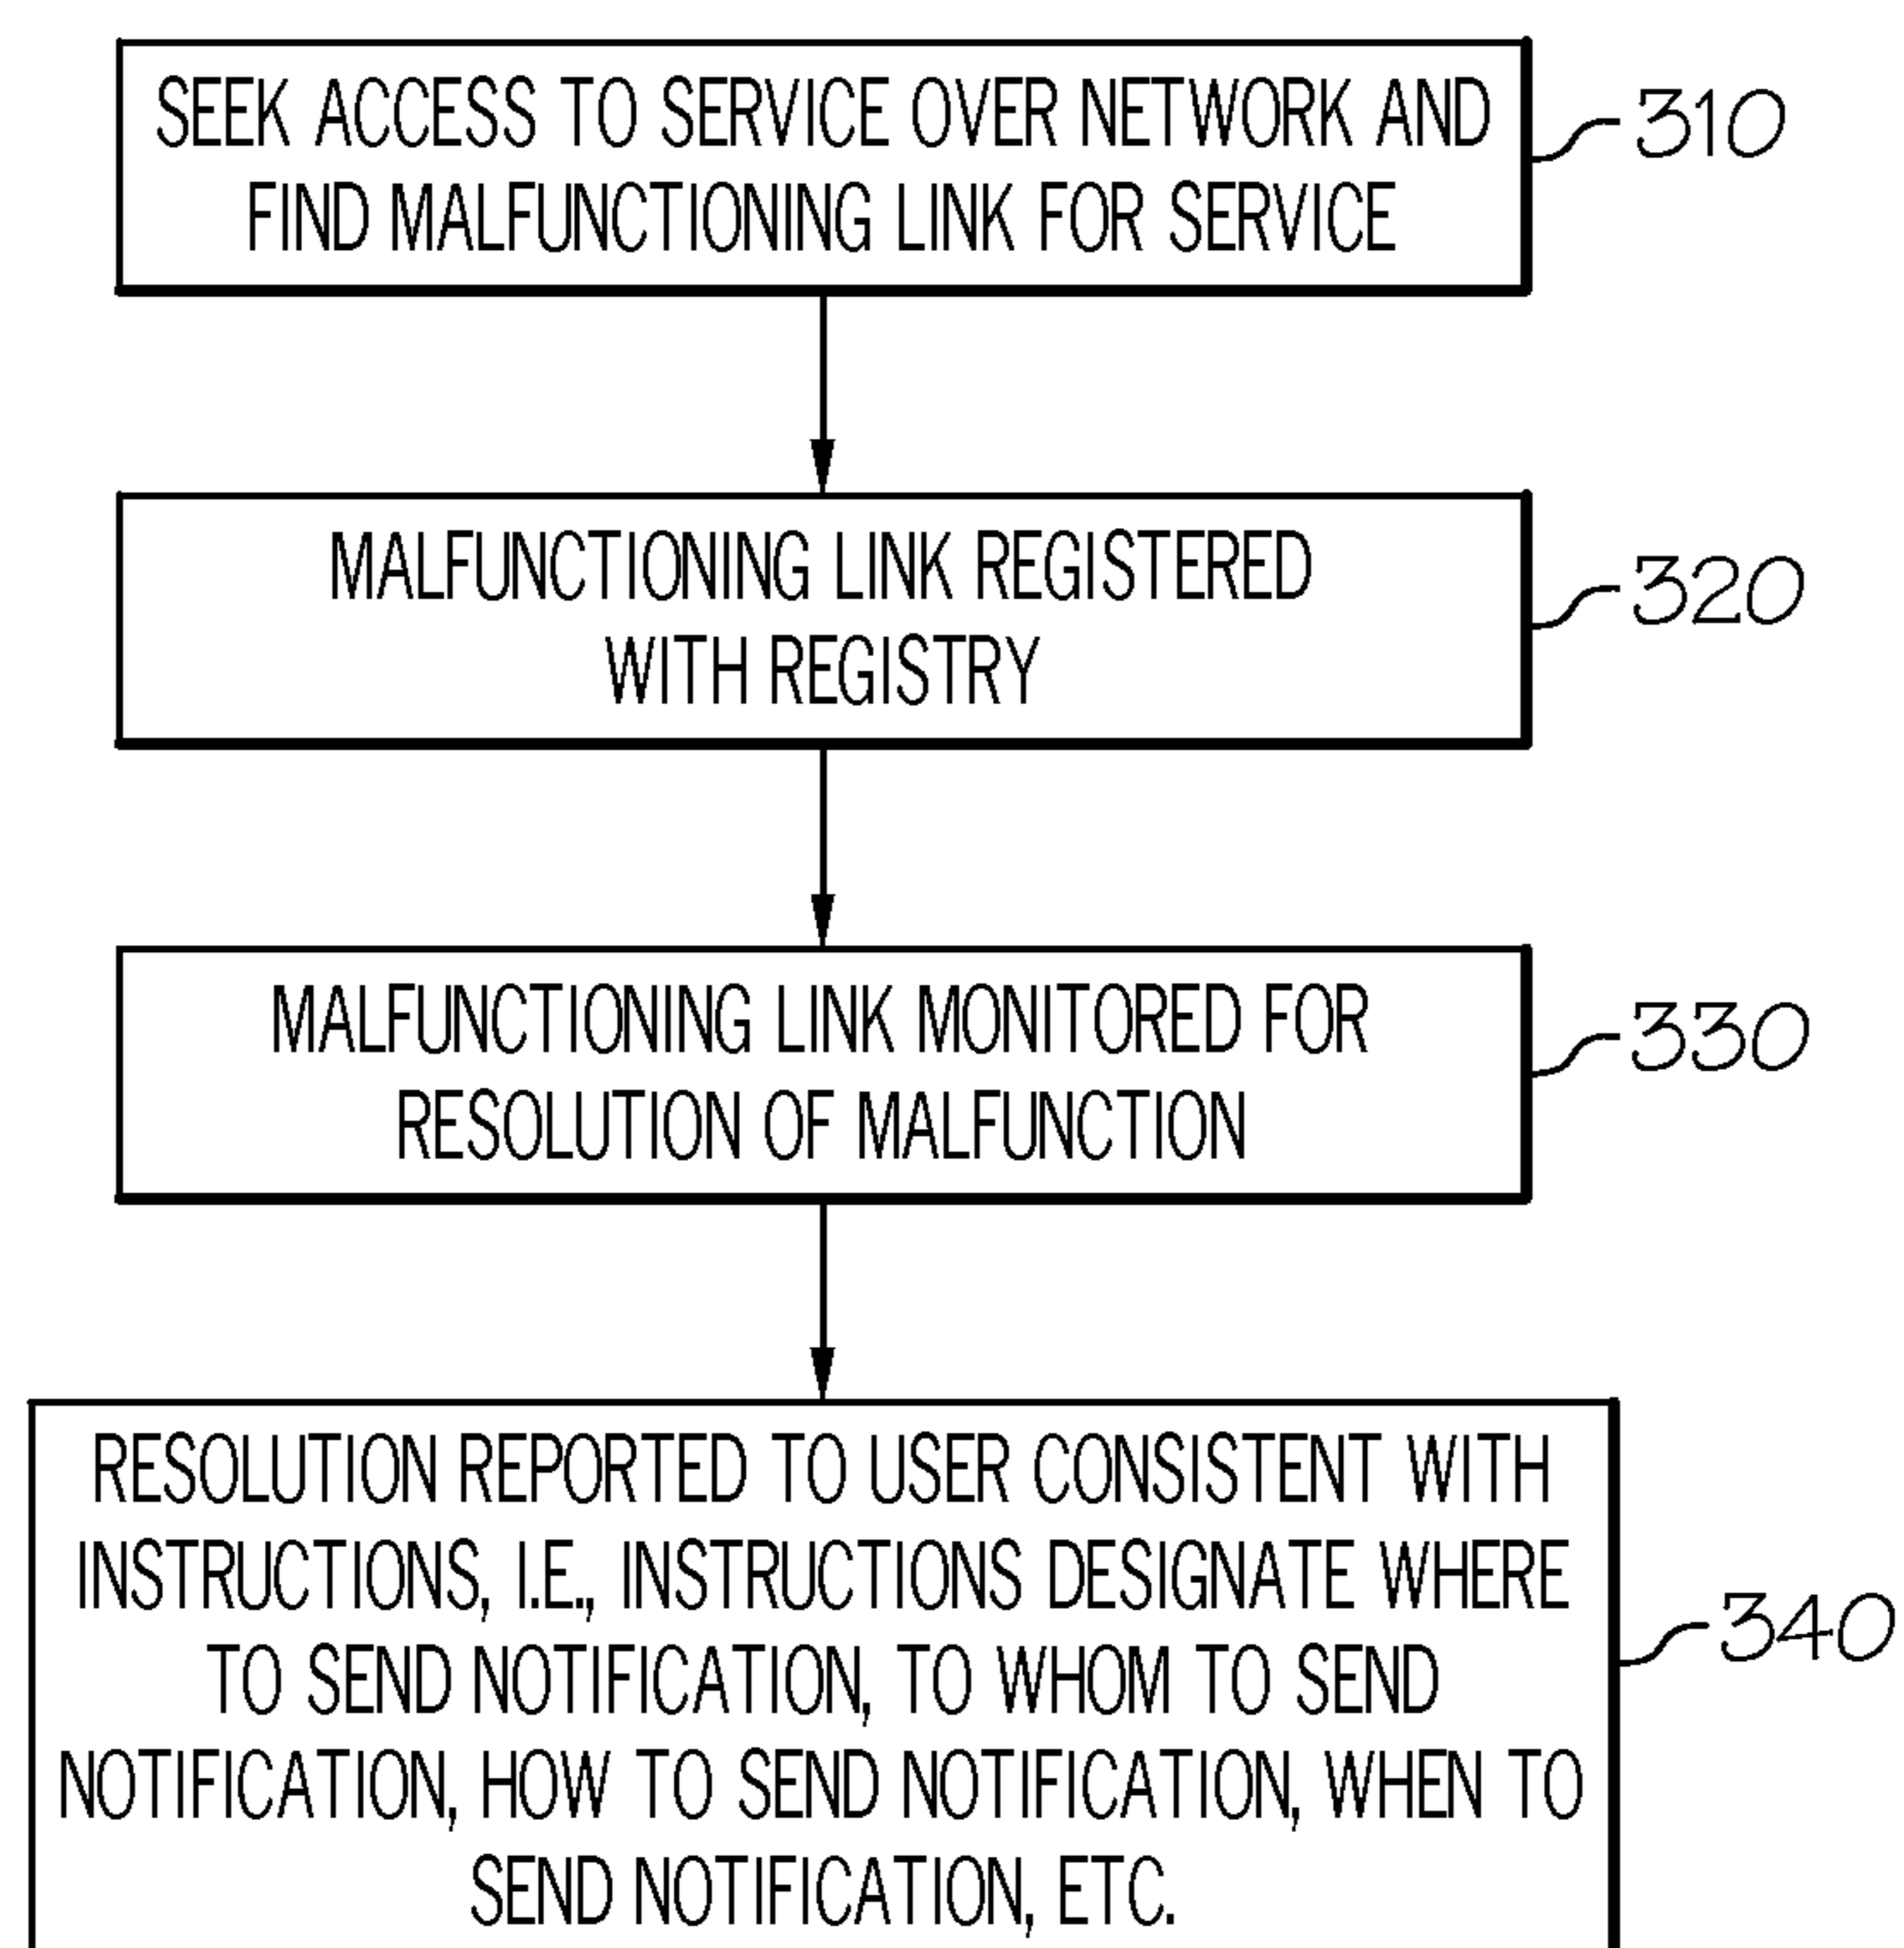 SEEK ACCESS TO SERVICE OVER NETWORK AND
FIND MALFUNCTIONING LINK FOR SERVICE
310
MALFUNCTIONING LINK REGISTERED
WITH REGISTRY
320
MALFUNCTIONING LINK MONITORED FOR
RESOLUTION OF MALFUNCTION
330
RESOLUTION REPORTED TO USER CONSISTENT WITH
INSTRUCTIONS, I.E., INSTRUCTIONS DESIGNATE WHERE
TO SEND NOTIFICATION, TO WHOM TO SEND
NOTIFICATION, HOW TO SEND NOTIFICATION, WHEN TO
SEND NOTIFICATION, ETC.
340